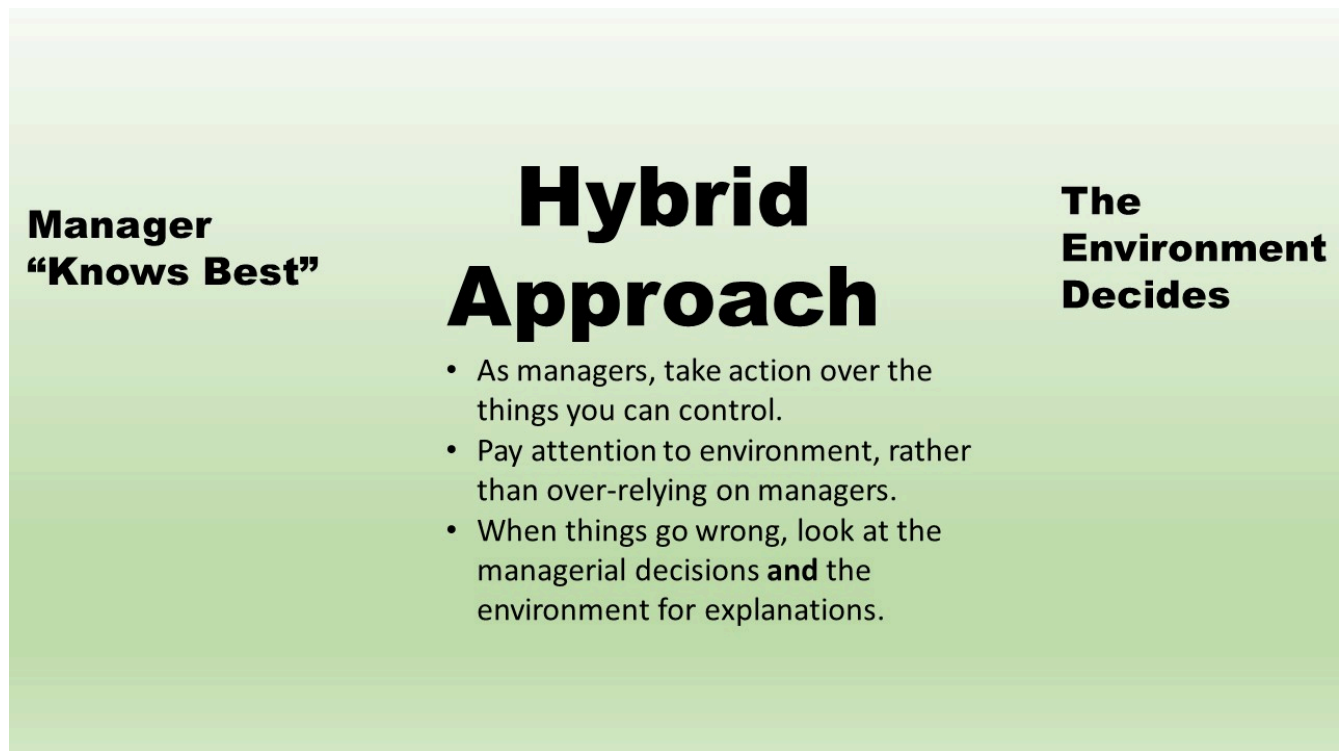 Manager
“Knows Best”
Hybrid
Approach
• As managers, take action over the
things you can control.
• Pay attention to environment, rather
than over-relying on managers.
• When things go wrong, look at the
managerial decisions and the
environment for explanations.
The
Environment
Decides